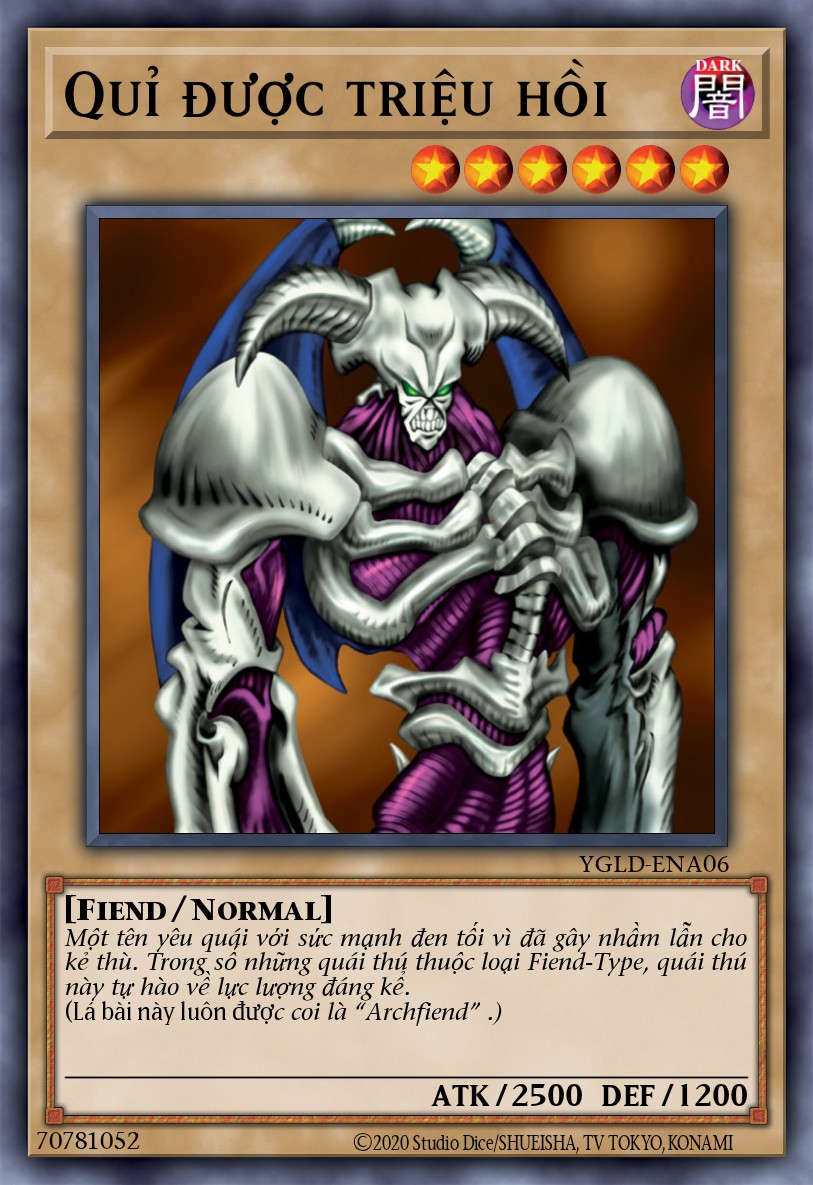 Quỉ được triệu hồi
DARK
闇
YGLD-ENA06
[Fiend / Normal]
Một tên yêu quái với sức mạnh đen tối vì đã gây nhầm lẫn cho
kẻ thù. Trong số những quái thú thuộc loại Fiend-Type, quái thú
này tự hào về lực lượng đáng kể.
(Lá bài này luôn được coi là “Archfiend” .)
ATK / 2500 DEF / 1200
70781052
©2020 Studio Dice/SHUEISHA, TV TOKYO, KONAMI